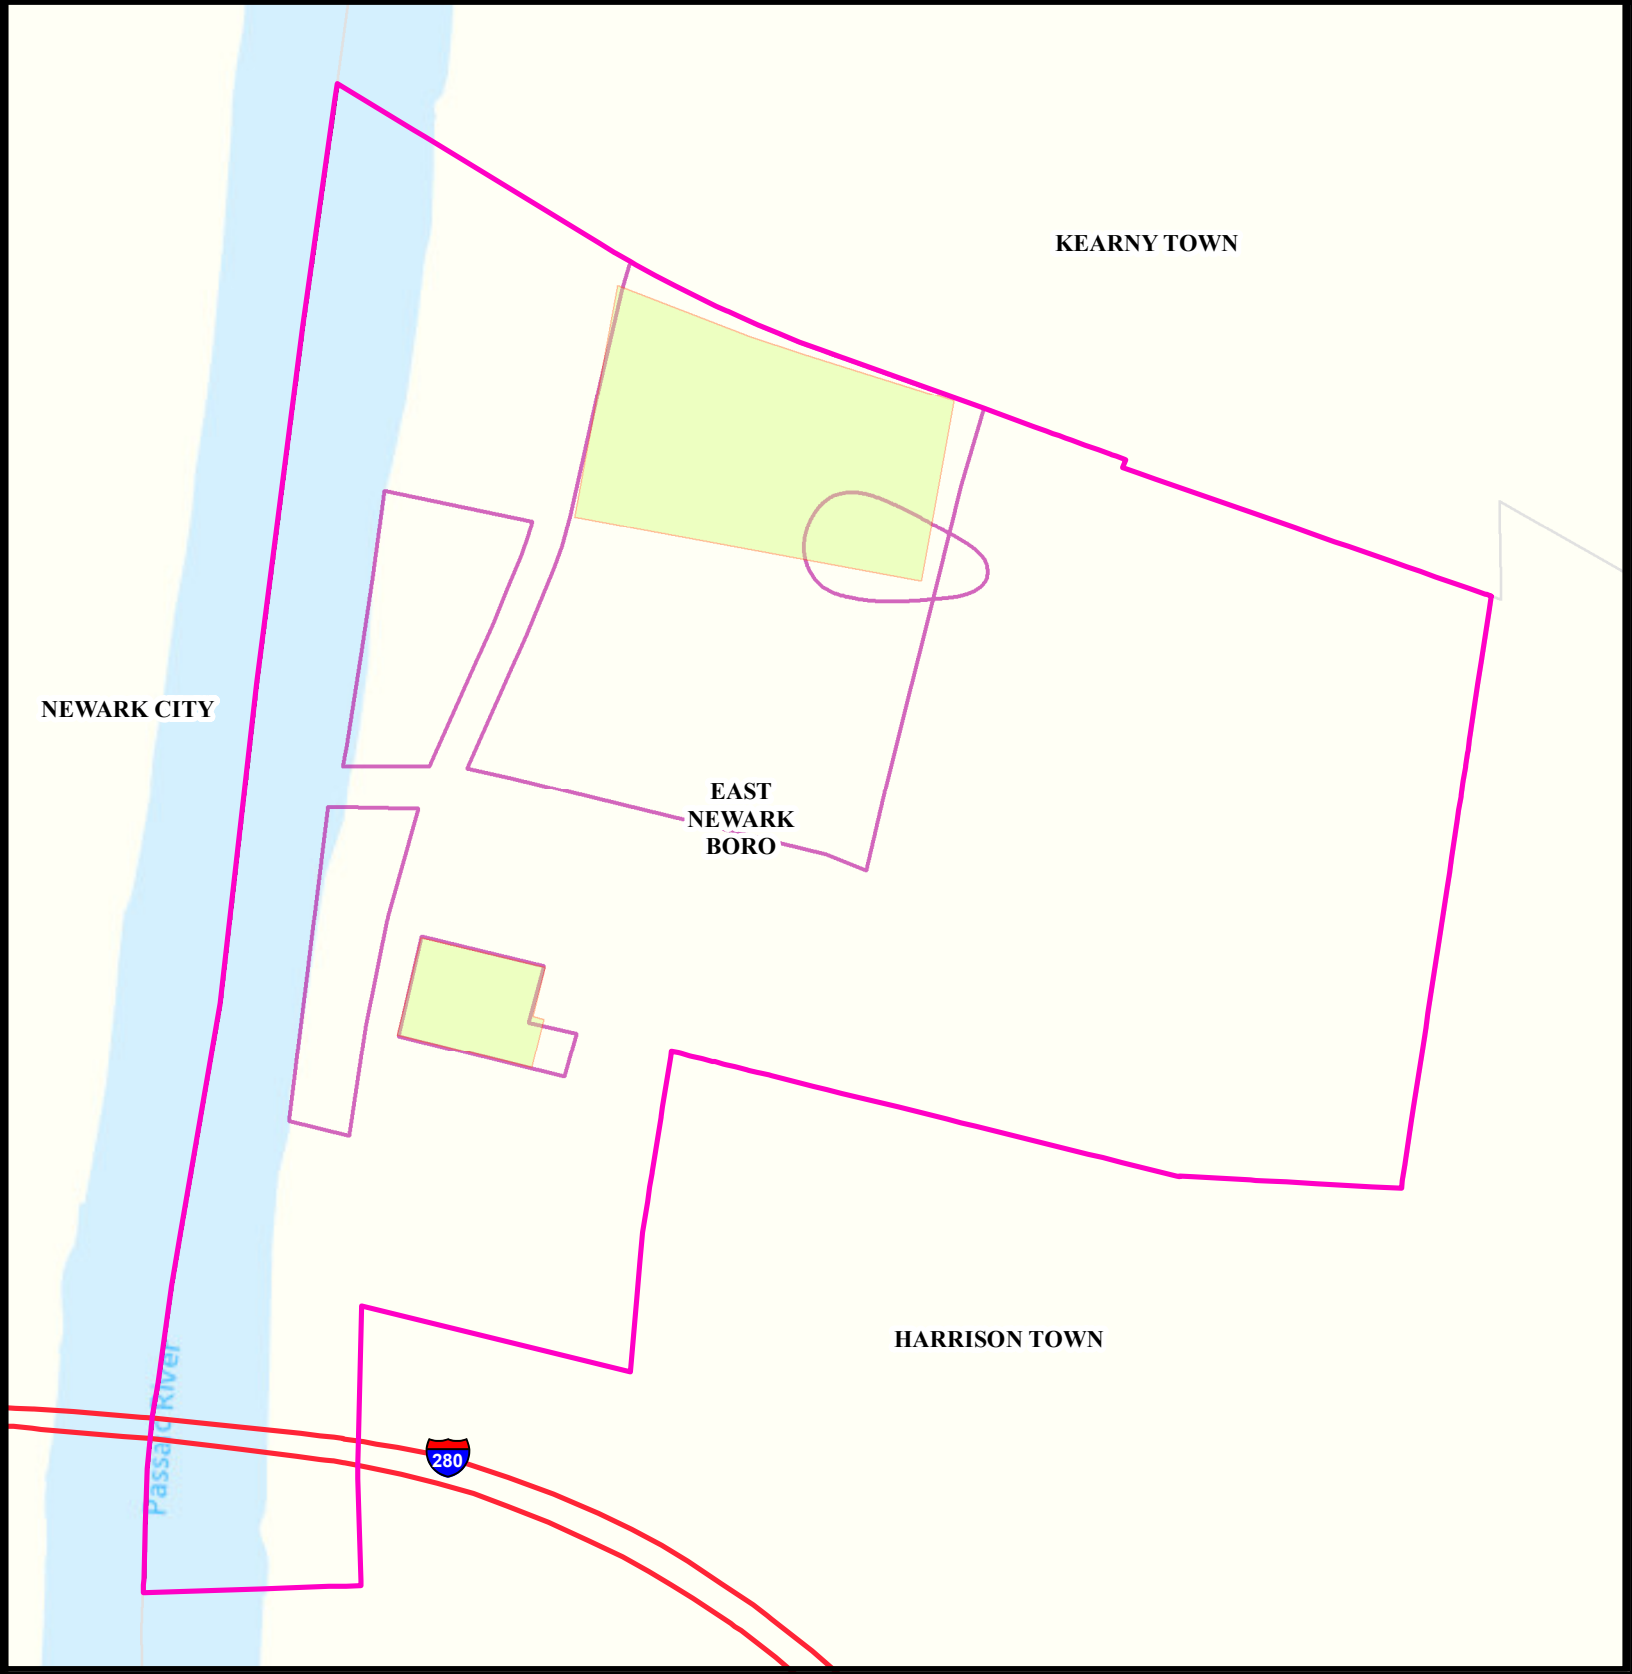 KEARNY TOWN
NEWARK CITY
EAST
NEWARK
BORO
HARRISON TOWN
Passaic River
280